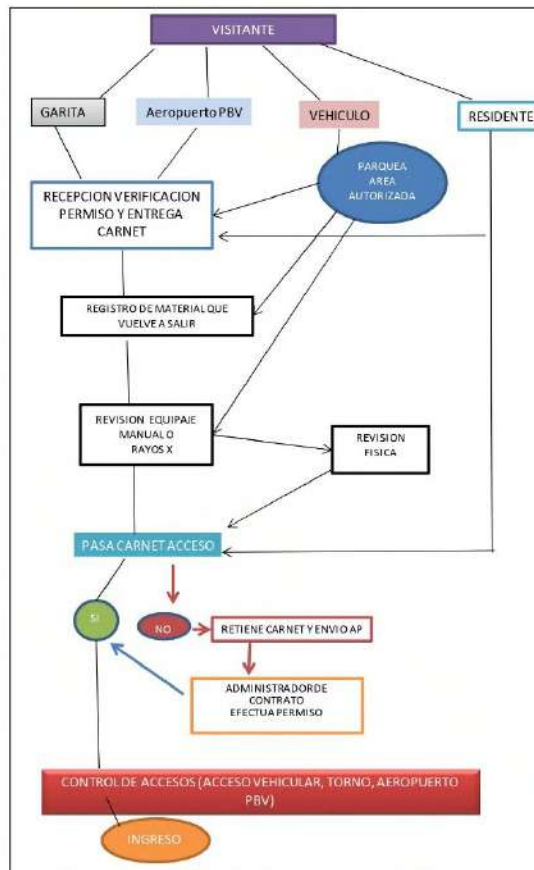 VISITANTE
GARITA
Aeropuerto PBV
VEHICULO
RESIDENTE
PARQUEA
AREA
AUTORIZADA
RECEPCION VERIFICACION
PERMISO Y ENTREGA
CARNET
REGISTRO DE MATERIAL QUE
VUELVE A SALIR
REVISION EQUIPAJE
MANUAL O
RAYOS X
REVISION
FISICA
PASA CARNET ACCESO
SI
NO
RETIENE CARNET Y ENVIO AP
ADMINISTRADOR DE
CONTRATO
EFECTUA PERMISO
CONTROL DE ACCESOS (ACCESO VEHICULAR, TORNO, AEROPUERTO
PBV)
INGRESO